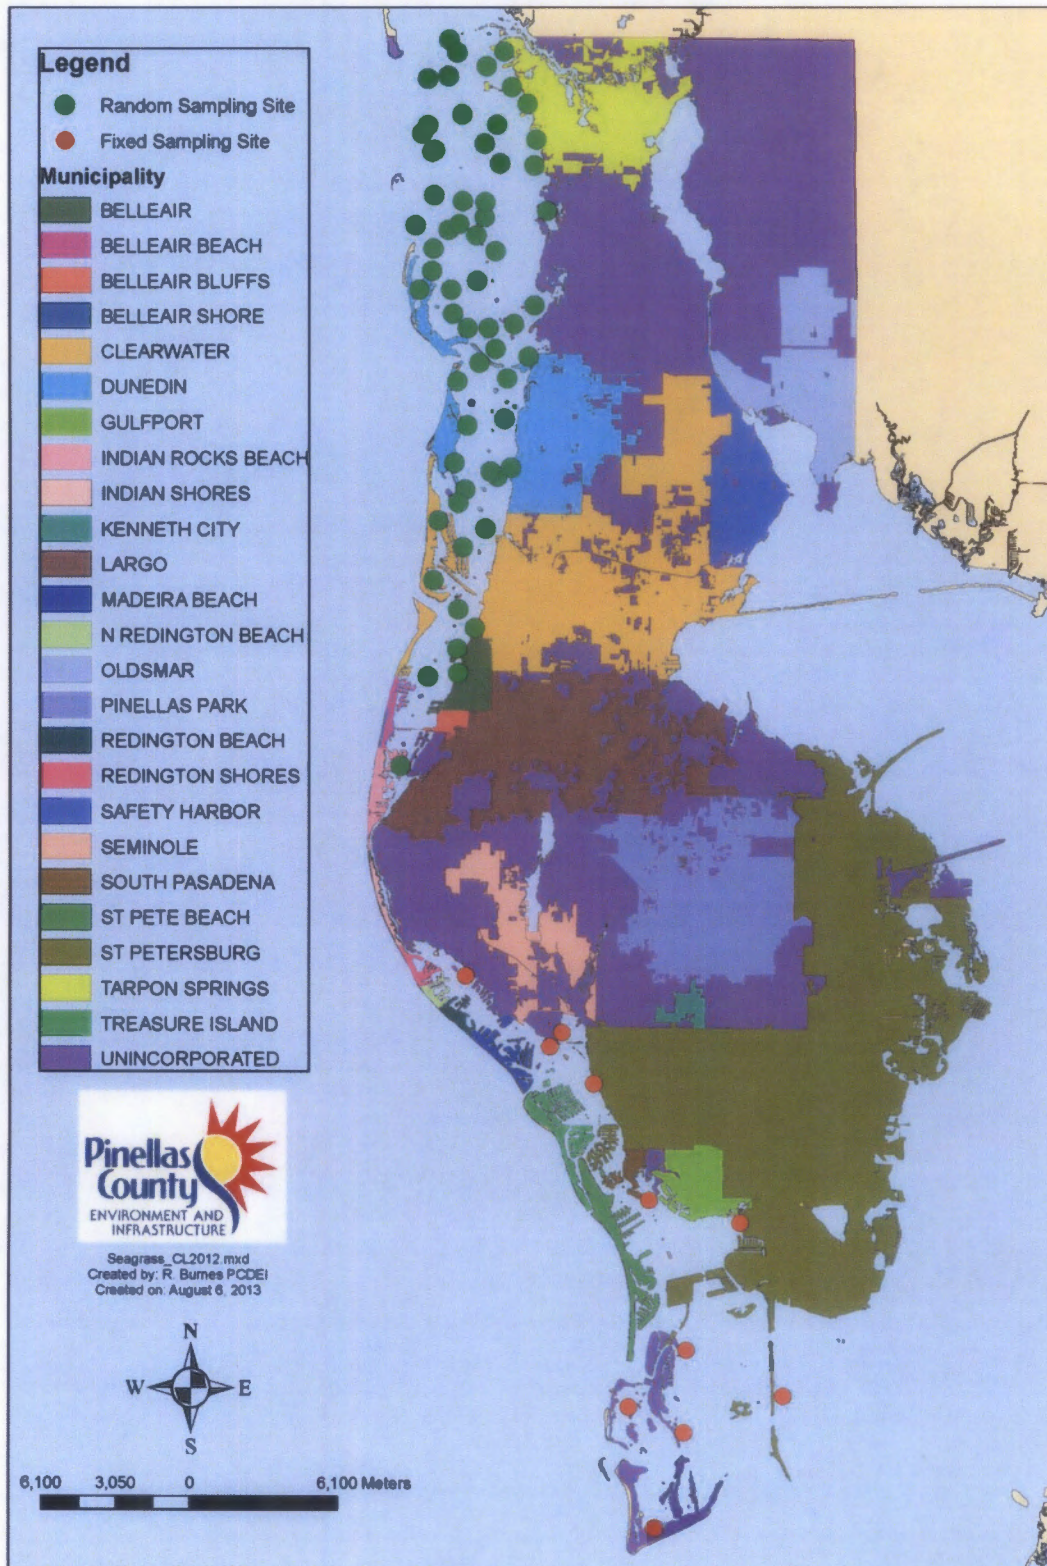 Legend
Random Sampling Site
Fixed Sampling Site
Municipality
BELLEAIR
BELLEAIR BEACH
BELLEAIR BLUFFS
BELLEAIR SHORE
CLEARWATER
DUNEDIN
GULFPORT
INDIAN ROCKS BEACH
INDIAN SHORES
KENNETH CITY
LARGO
MADEIRA BEACH
N REDINGTON BEACH
OLDSMAR
PINELLAS PARK
REDINGTON BEACH
REDINGTON SHORES
SAFETY HARBOR
SEMINOLE
SOUTH PASADENA
ST PETE BEACH
ST PETERSBURG
TARPON SPRINGS
TREASURE ISLAND
UNINCORPORATED
Pinellas
County
ENVIRONMENT AND
INFRASTRUCTURE
Seagrass_CL2012.mxd
Created by: R. Burnes PCDEI
Created on: August 6, 2013
N
W E
S
6,100 3,050 0 6,100 Meters